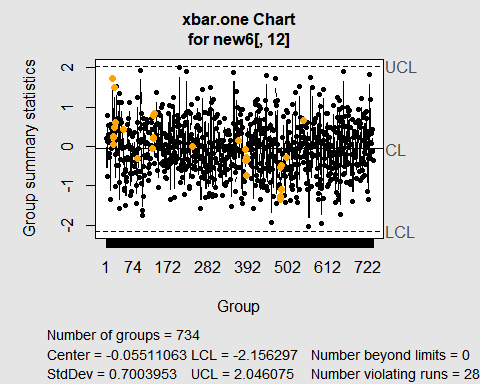 xbar.one Chart
for new6[, 12]
Group summary statistics
2
1
0
-1
-2
UCL
CL
LCL
1 74 172 282 392 502 612 722
Group
Number of groups = 734
Center = -0.05511063 LCL = -2.156297 Number beyond limits = 0
StdDev = 0.7003953 UCL = 2.046075 Number violating runs = 28